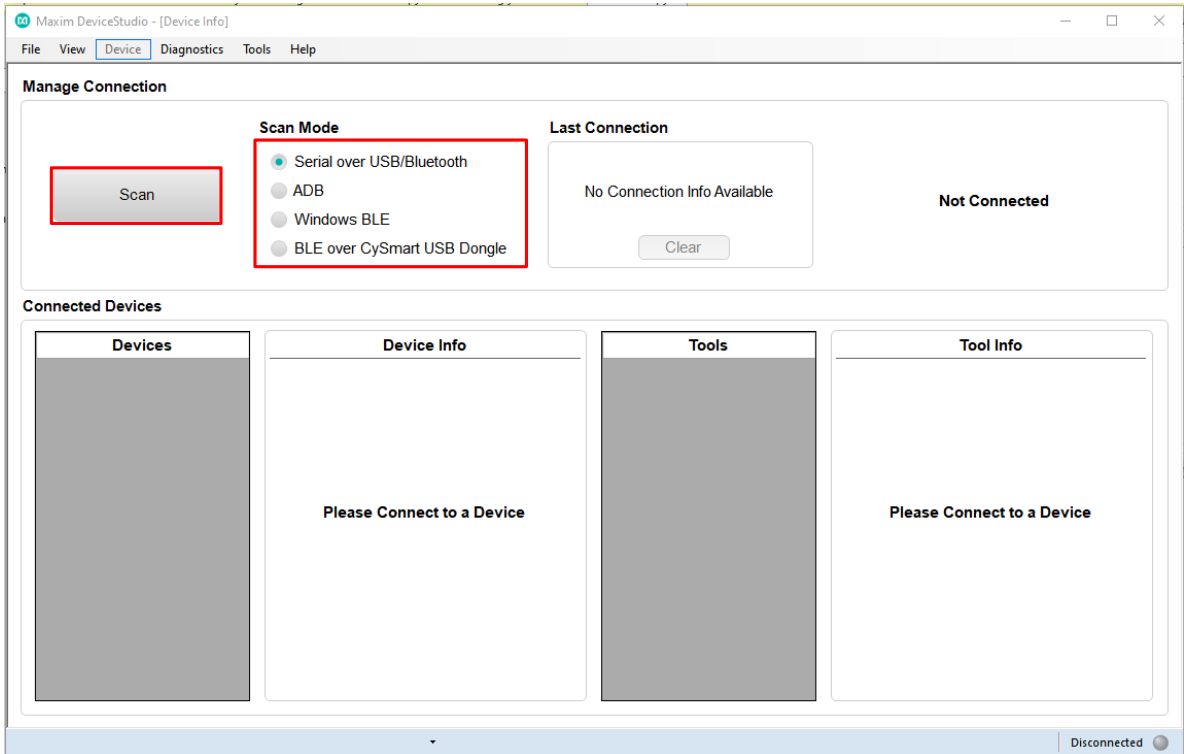 Maxim DeviceStudio - [Device Info]
File View Device Diagnostics Tools Help
Manage Connection
Scan
Scan Mode
Serial over USB/Bluetooth
ADB
Windows BLE
BLE over CySmart USB Dongle
Last Connection
No Connection Info Available
Clear
Not Connected
Connected Devices
Devices
Device Info
Please Connect to a Device
Tools
Tool Info
Please Connect to a Device
Disconnected